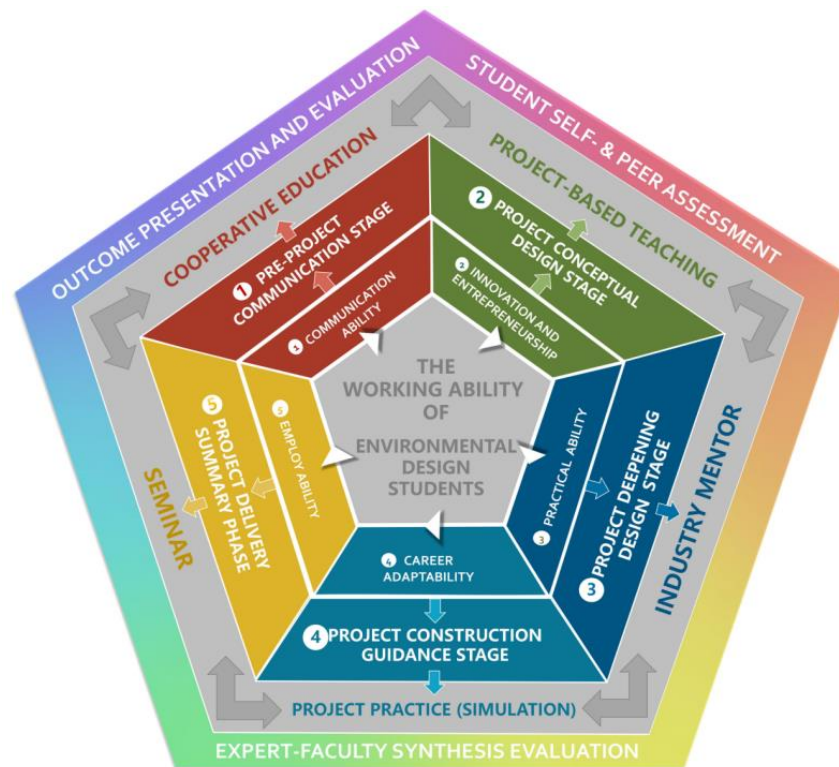 OUTCOME PRESENTATION AND EVALUATION
STUDENT SELF- & PEER ASSESSMENT
COOPERATIVE EDUCATION
PROJECT-BASED TEACHING
1 PRE-PROJECT
COMMUNICATION STAGE
2 PROJECT CONCEPTUAL
DESIGN STAGE
1 COMMUNICATION
ABILITY
2 INNOVATION AND
ENTREPRENEURSHIP
THE
WORKING ABILITY
OF
ENVIRONMENTAL
DESIGN
STUDENTS
SEMINAR
5 PROJECT DELIVERY
SUMMARY PHASE
5 EMPLOY ABILITY
3 PRACTICAL ABILITY
3 PROJECT DEEPENING
DESIGN STAGE
INDUSTRY MENTOR
4 CAREER
ADAPTABILITY
4 PROJECT CONSTRUCTION
GUIDANCE STAGE
PROJECT PRACTICE (SIMULATION)
EXPERT-FACULTY SYNTHESIS EVALUATION